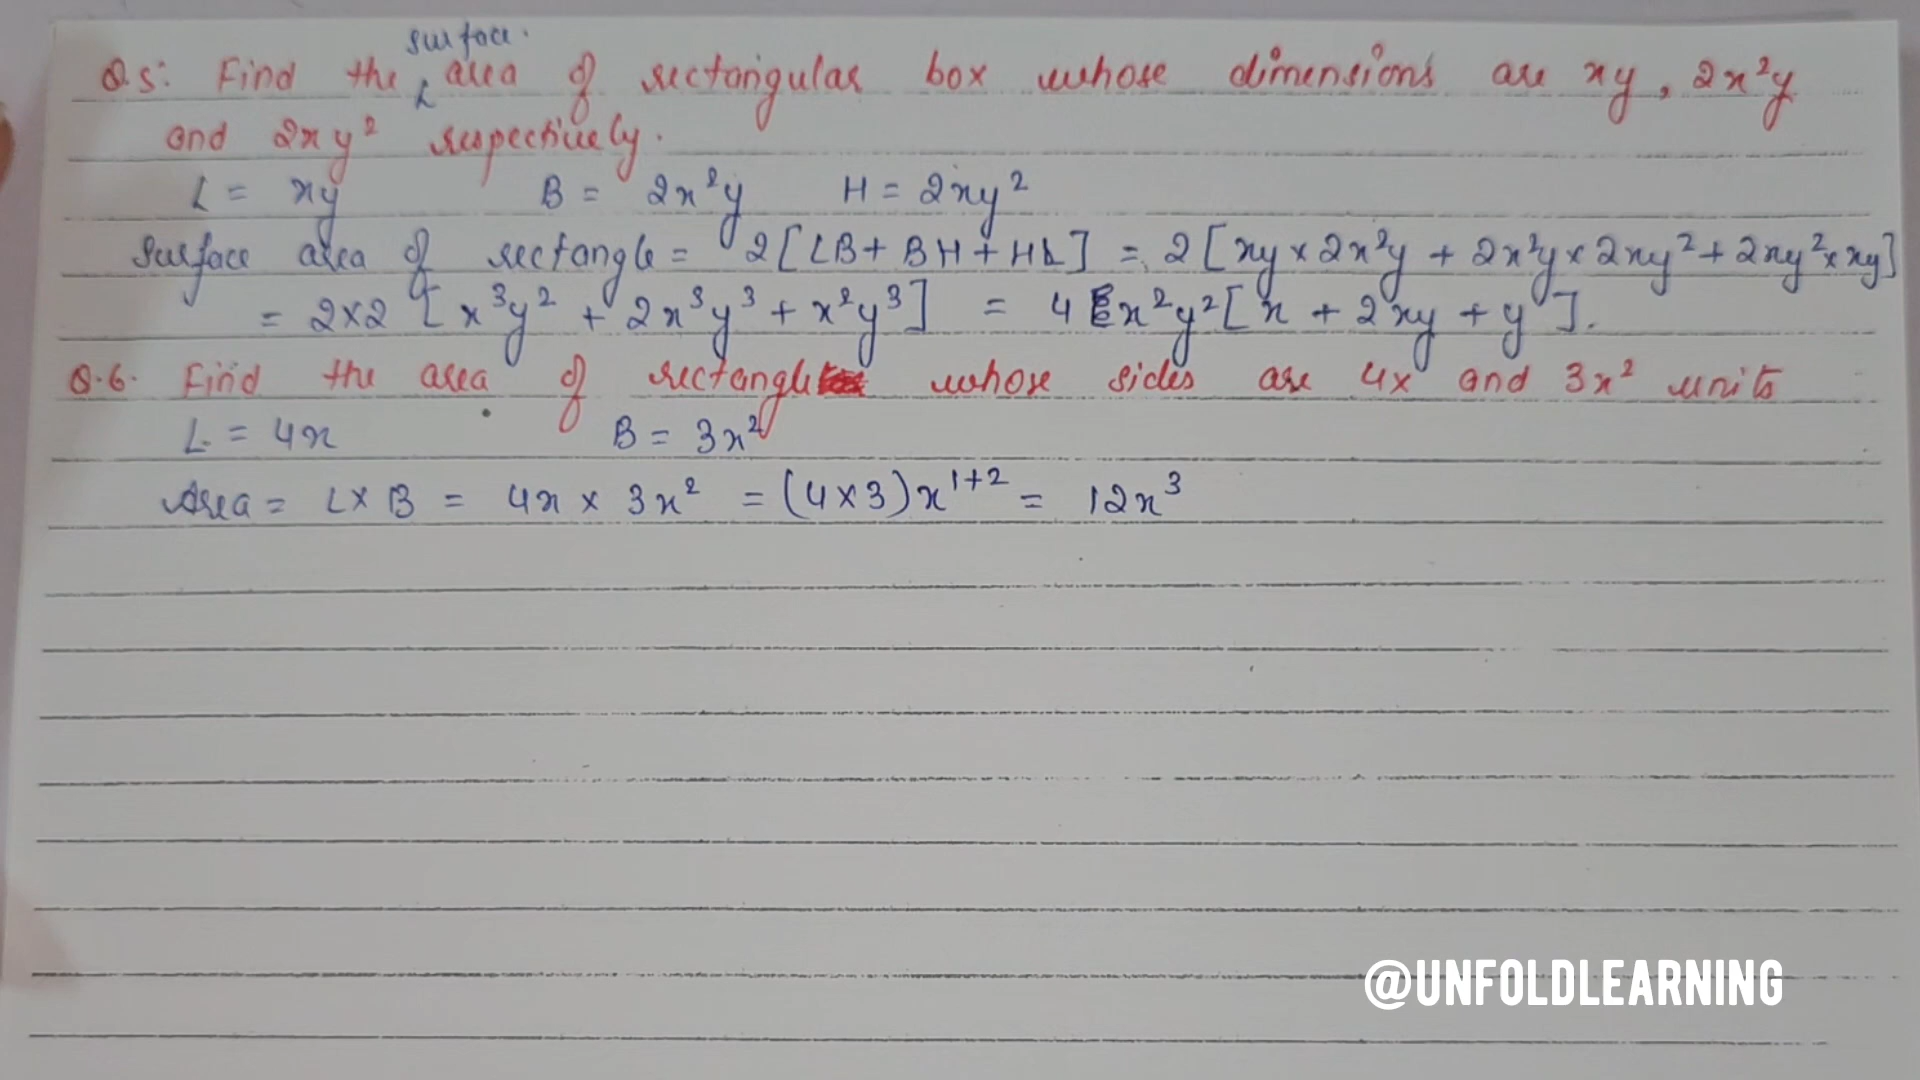 surface
Q.5: Find the area of rectangular box whose dimensions are xy, 2x²y
and 2xy² respectively.
L = xy B = 2x²y H = 2xy²
Surface area of rectangle = 2[LB + BH + HL] = 2[xy × 2x²y + 2x²y × 2xy² + 2xy² × xy]
= 2×2 [x³y² + 2x³y³ + x²y³] = 4 x²y²[x + 2xy + y].
Q.6. Find the area of rectangle whose sides are 4x and 3x² units
L = 4x B = 3x²
Area = L × B = 4x × 3x² = (4×3)x¹⁺² = 12x³
@UNFOLDLEARNING